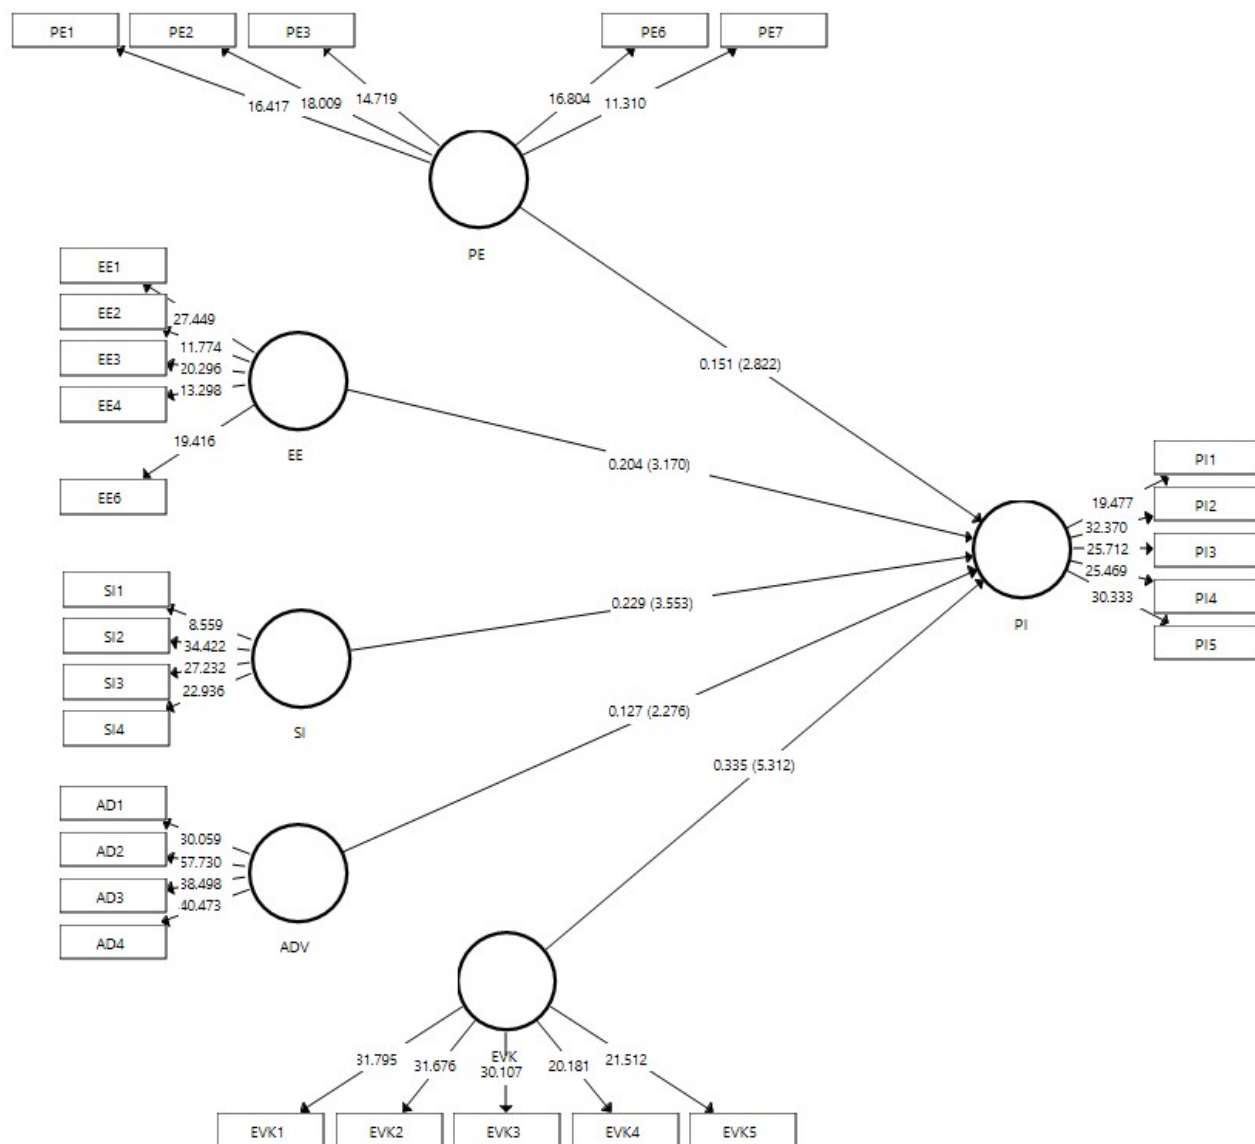 PE1 PE2 PE3 PE6 PE7
16.417 18.009 14.719 16.804 11.310
PE
EE1
EE2
EE3
EE4
EE6
27.449
11.774
20.296
13.298
19.416
EE
0.151 (2.822)
0.204 (3.170)
SI1
SI2
SI3
SI4
8.559
34.422
27.232
22.936
SI
0.229 (3.553)
AD1
AD2
AD3
AD4
30.059
57.730
38.498
40.473
ADV
0.127 (2.276)
0.335 (5.312)
PI
19.477
32.370
25.712
25.469
30.333
PI1
PI2
PI3
PI4
PI5
EVK
31.795 31.676 30.107 20.181 21.512
EVK1 EVK2 EVK3 EVK4 EVK5